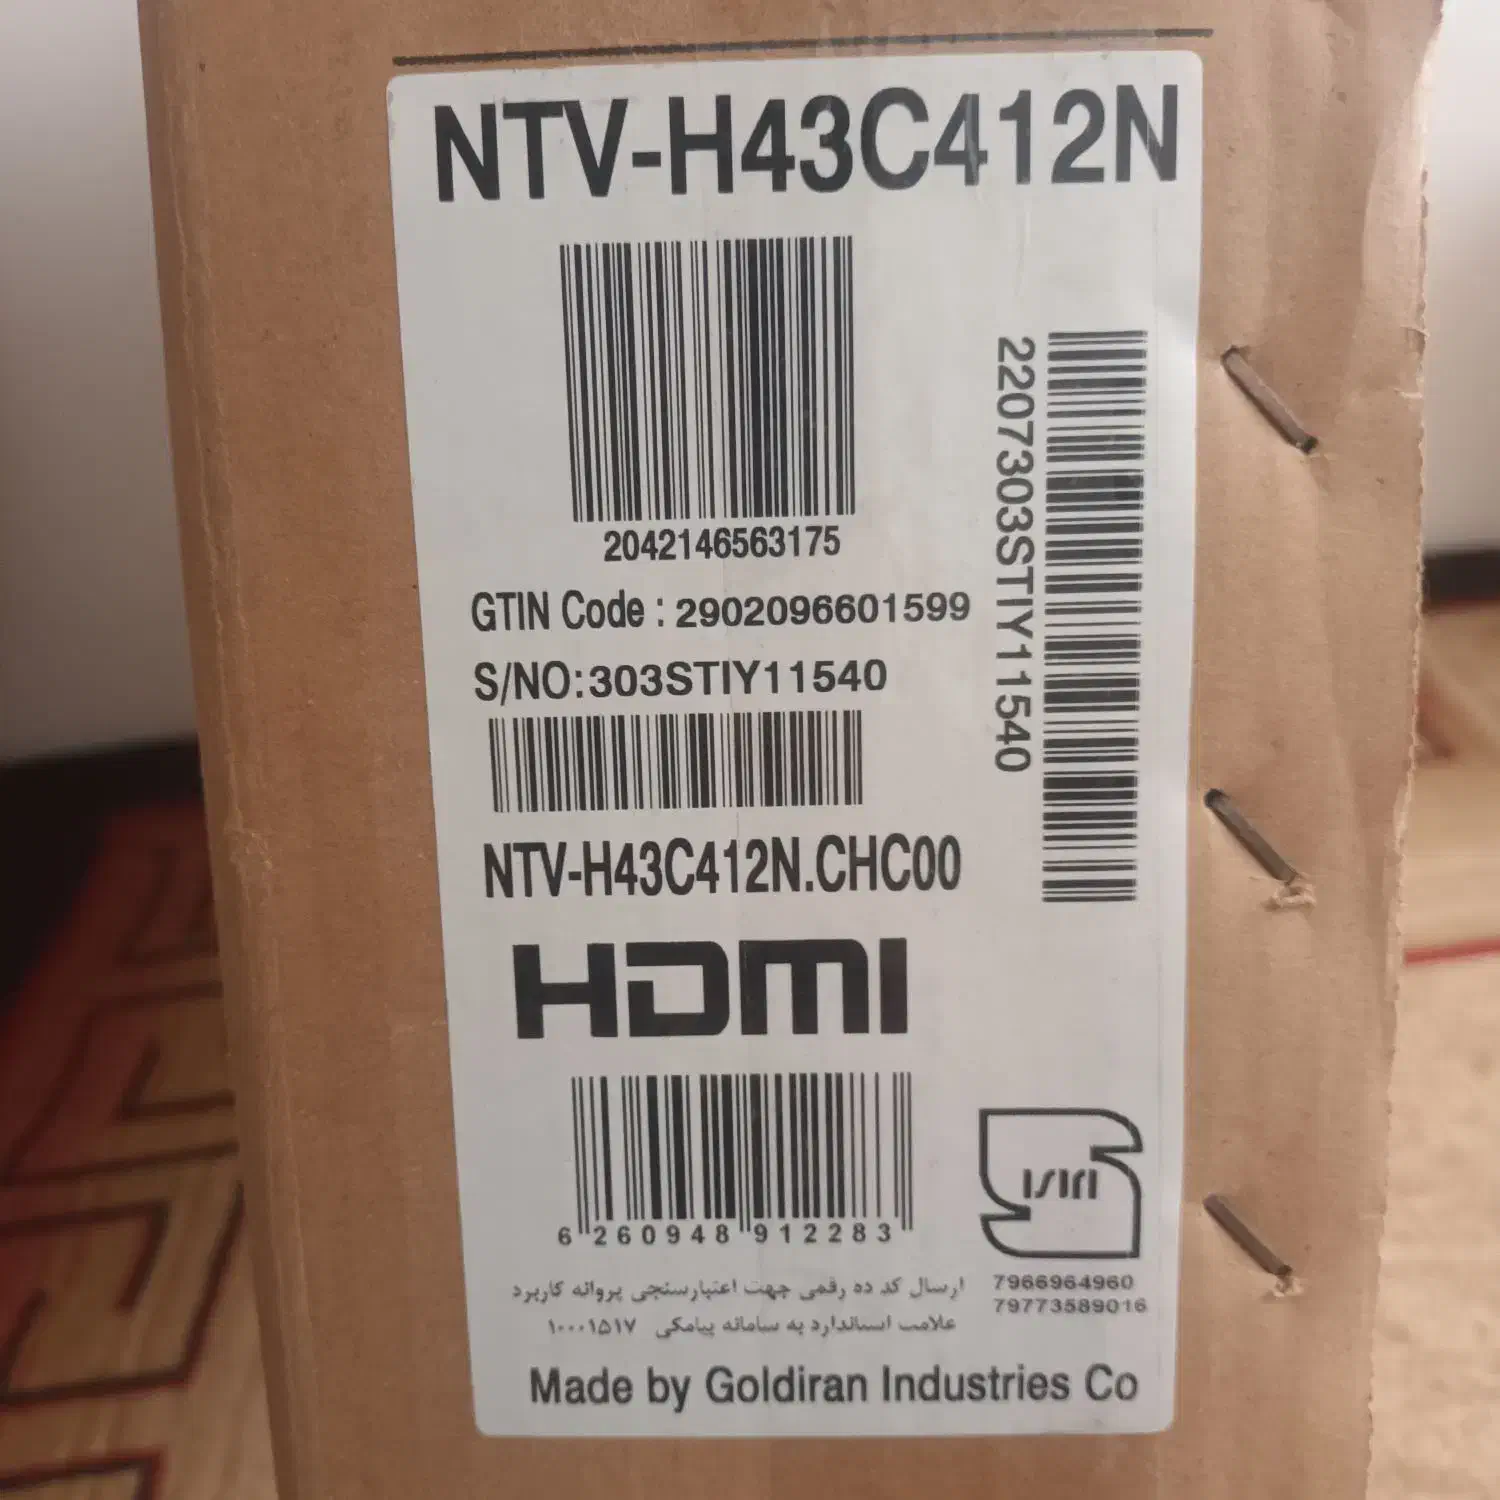 NTV-H43C412N
2042146563175
2207303STIY11540
GTIN Code : 2902096601599
S/NO:303STIY11540
NTV-H43C412N.CHC00
HDMI
6 260948 912283
ISIRI
7966964960
79773589016
ارسال کد ده رقمی جهت اعتبارسنجی پروانه کاربرد
علامت استاندارد به سامانه پیامکی ۱۰۰۰۱۵۱۷
Made by Goldiran Industries Co